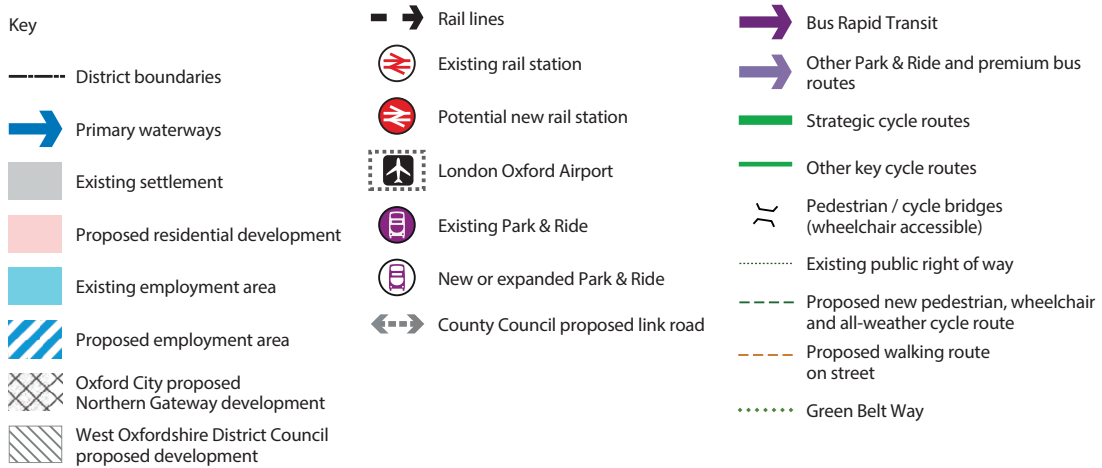 Key
District boundaries
Primary waterways
Existing settlement
Proposed residential development
Existing employment area
Proposed employment area
Oxford City proposed
Northern Gateway development
West Oxfordshire District Council
proposed development
Rail lines
Existing rail station
Potential new rail station
London Oxford Airport
Existing Park & Ride
New or expanded Park & Ride
County Council proposed link road
Bus Rapid Transit
Other Park & Ride and premium bus
routes
Strategic cycle routes
Other key cycle routes
Pedestrian / cycle bridges
(wheelchair accessible)
Existing public right of way
Proposed new pedestrian, wheelchair
and all-weather cycle route
Proposed walking route
on street
Green Belt Way